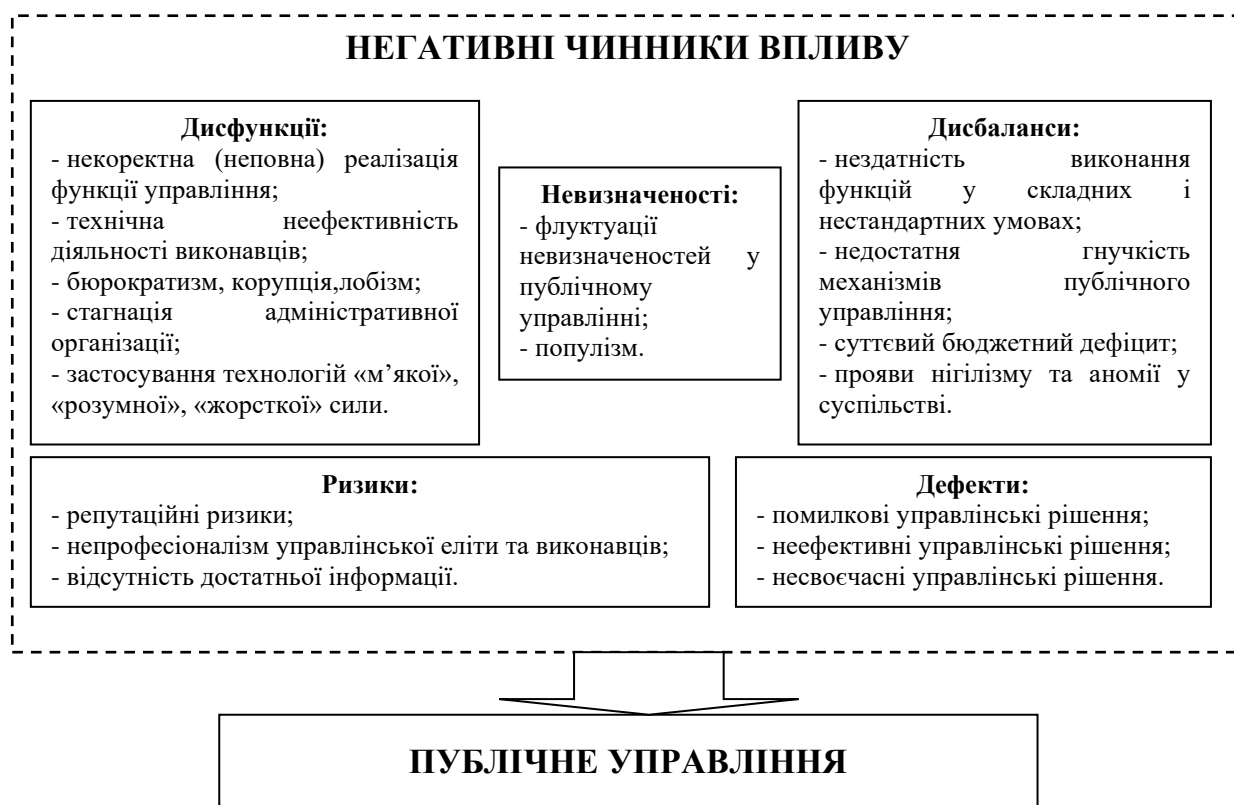 НЕГАТИВНІ ЧИННИКИ ВПЛИВУ
Дисфункції:
- некоректна (неповна) реалізація
функції управління;
- технічна неефективність
діяльності виконавців;
- бюрократизм, корупція,лобізм;
- стагнація адміністративної
організації;
- застосування технологій «м’якої»,
«розумної», «жорсткої» сили.
Невизначеності:
- флуктуації
невизначеностей у
публічному
управлінні;
- популізм.
Дисбаланси:
- нездатність виконання
функцій у складних і
нестандартних умовах;
- недостатня гнучкість
механізмів публічного
управління;
- суттєвий бюджетний дефіцит;
- прояви нігілізму та аномії у
суспільстві.
Ризики:
- репутаційні ризики;
- непрофесіоналізм управлінської еліти та виконавців;
- відсутність достатньої інформації.
Дефекти:
- помилкові управлінські рішення;
- неефективні управлінські рішення;
- несвоєчасні управлінські рішення.
ПУБЛІЧНЕ УПРАВЛІННЯ